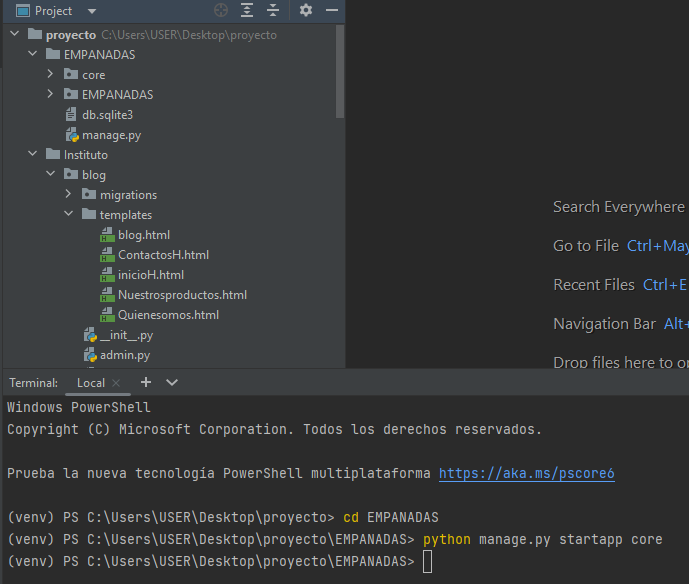 Project
proyecto C:\Users\USER\Desktop\proyecto
EMPANADAS
core
EMPANADAS
db.sqlite3
manage.py
Instituto
blog
migrations
templates
blog.html
ContactosH.html
inicioH.html
Nuestrosproductos.html
Quienesomos.html
__init__.py
admin.py
Search Everywhere
Go to File Ctrl+May
Recent Files Ctrl+E
Navigation Bar Alt+
Drop files here to op
Terminal: Local
Windows PowerShell
Copyright (C) Microsoft Corporation. Todos los derechos reservados.
Prueba la nueva tecnología PowerShell multiplataforma https://aka.ms/pscore6
(venv) PS C:\Users\USER\Desktop\proyecto> cd EMPANADAS
(venv) PS C:\Users\USER\Desktop\proyecto\EMPANADAS> python manage.py startapp core
(venv) PS C:\Users\USER\Desktop\proyecto\EMPANADAS>